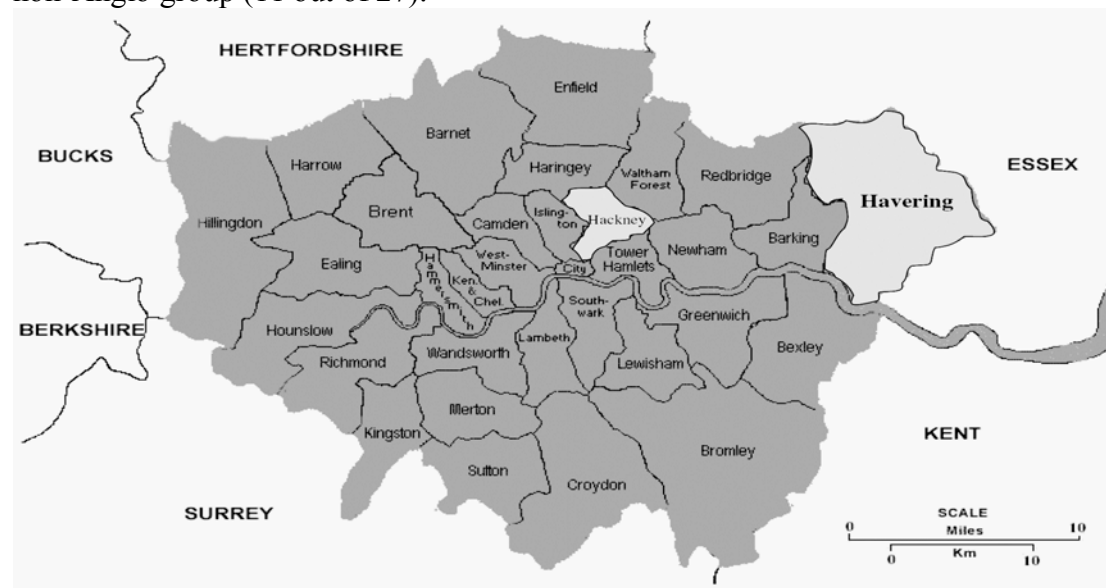 non-Anglo group (11 out of 27).
HERTFORDSHIRE
Enfield
Barnet
BUCKS
Harrow
Haringey
Waltham
Forest
Redbridge
ESSEX
Havering
Hillingdon
Brent
Camden
Isling-
ton
Hackney
Barking
Newham
Ealing
West-
Minster
City
Tower
Hamlets
Hammersmith
Ken.
&
Chel.
BERKSHIRE
Hounslow
Richmond
Wandsworth
Lambeth
South-
wark
Greenwich
Lewisham
Bexley
Merton
Kingston
Sutton
Croydon
Bromley
KENT
SURREY
SCALE
Miles
0 10
Km
0 10